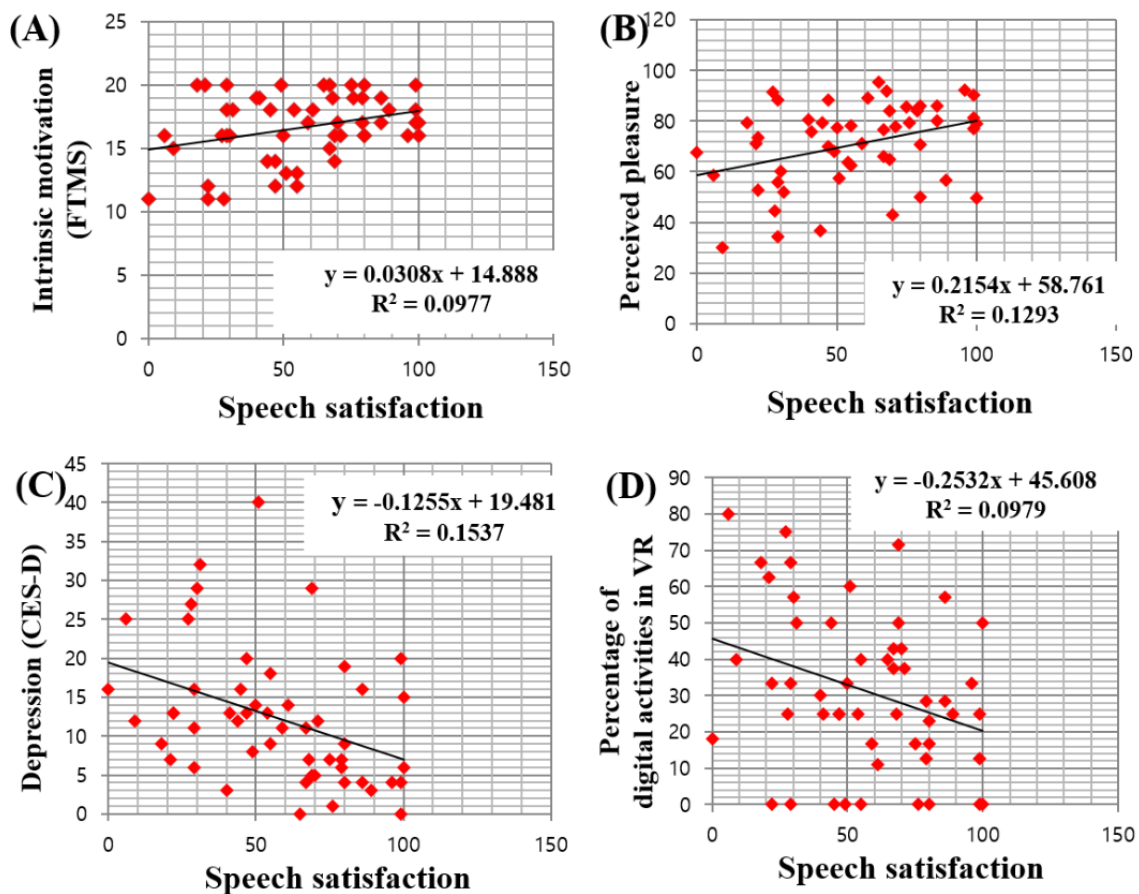 (A)
Intrinsic motivation
(FTMS)
25
20
15
10
5
0
y = 0.0308x + 14.888
R² = 0.0977
0 50 100 150
Speech satisfaction
(B)
Perceived pleasure
120
100
80
60
40
20
0
y = 0.2154x + 58.761
R² = 0.1293
0 50 100 150
Speech satisfaction
(C)
Depression (CES-D)
45
40
35
30
25
20
15
10
5
0
y = -0.1255x + 19.481
R² = 0.1537
0 50 100 150
Speech satisfaction
(D)
Percentage of
digital activities in VR
90
80
70
60
50
40
30
20
10
0
y = -0.2532x + 45.608
R² = 0.0979
0 50 100 150
Speech satisfaction